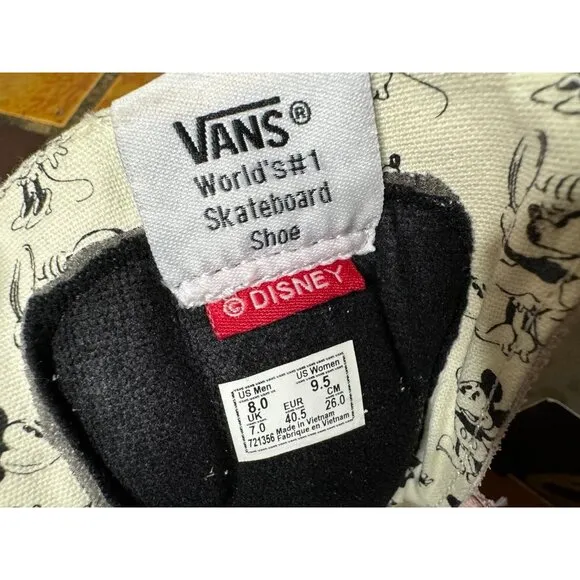 VANS®
World's#1
Skateboard
Shoe
© DISNEY
US Men US Women
8.0 9.5
UK EUR CM
7.0 40.5 26.0
721356 Made in Vietnam
Fabriqué en Vietnam